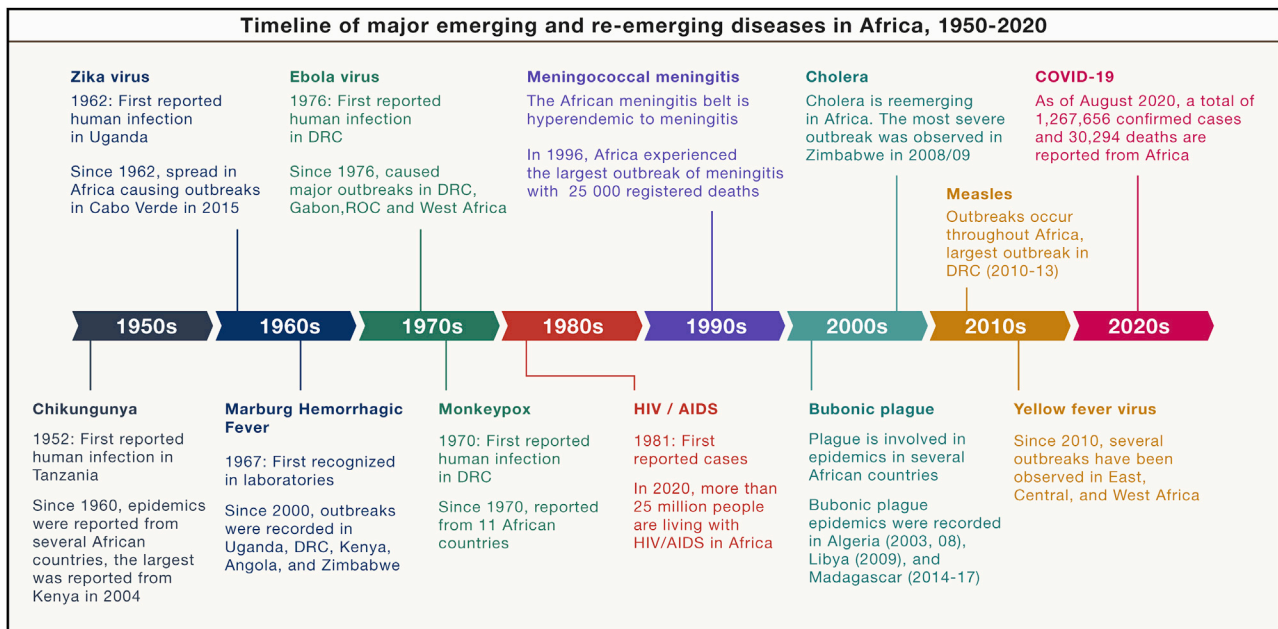 Timeline of major emerging and re-emerging diseases in Africa, 1950-2020
Zika virus
1962: First reported
human infection
in Uganda
Since 1962, spread in
Africa causing outbreaks
in Cabo Verde in 2015
Ebola virus
1976: First reported
human infection
in DRC
Since 1976, caused
major outbreaks in DRC,
Gabon,ROC and West Africa
Meningococcal meningitis
The African meningitis belt is
hyperendemic to meningitis
In 1996, Africa experienced
the largest outbreak of meningitis
with 25 000 registered deaths
Cholera
Cholera is reemerging
in Africa. The most severe
outbreak was observed in
Zimbabwe in 2008/09
Measles
Outbreaks occur
throughout Africa,
largest outbreak in
DRC (2010-13)
COVID-19
As of August 2020, a total of
1,267,656 confirmed cases
and 30,294 deaths are
reported from Africa
1950s
1960s
1970s
1980s
1990s
2000s
2010s
2020s
Chikungunya
1952: First reported
human infection in
Tanzania
Since 1960, epidemics
were reported from
several African
countries, the largest
was reported from
Kenya in 2004
Marburg Hemorrhagic
Fever
1967: First recognized
in laboratories
Since 2000, outbreaks
were recorded in
Uganda, DRC, Kenya,
Angola, and Zimbabwe
Monkeypox
1970: First reported
human infection
in DRC
Since 1970, reported
from 11 African
countries
HIV / AIDS
1981: First
reported cases
In 2020, more than
25 million people
are living with
HIV/AIDS in Africa
Bubonic plague
Plague is involved in
epidemics in several
African countries
Bubonic plague
epidemics were recorded
in Algeria (2003, 08),
Libya (2009), and
Madagascar (2014-17)
Yellow fever virus
Since 2010, several
outbreaks have been
observed in East,
Central, and West Africa